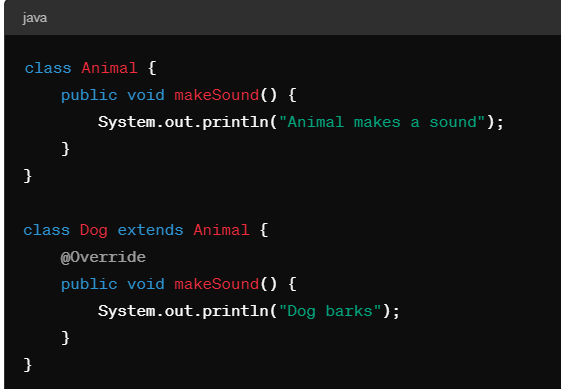 java
class Animal {
    public void makeSound() {
        System.out.println("Animal makes a sound");
    }
}

class Dog extends Animal {
    @Override
    public void makeSound() {
        System.out.println("Dog barks");
    }
}